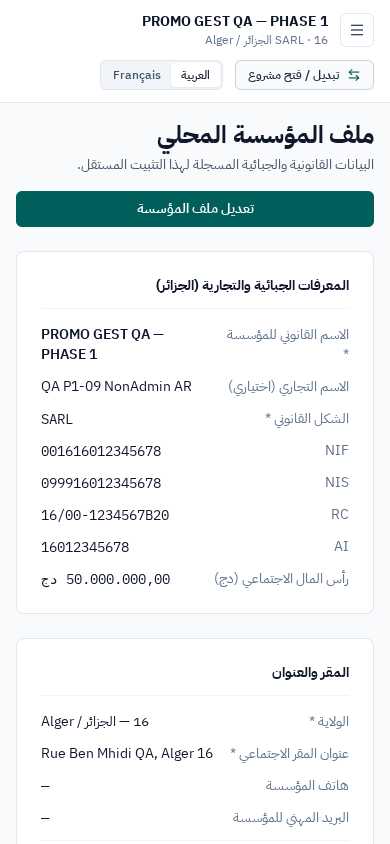 PROMO GEST QA — PHASE 1
SARL · 16 الجزائر / Alger
تبديل / فتح مشروع
العربية
Français
ملف المؤسسة المحلي
البيانات القانونية والجبائية المسجلة لهذا التثبيت المستقل.
تعديل ملف المؤسسة
المعرفات الجبائية والتجارية (الجزائر)
الاسم القانوني للمؤسسة *
PROMO GEST QA —
PHASE 1
الاسم التجاري (اختياري)
QA P1-09 NonAdmin AR
الشكل القانوني *
SARL
NIF
001616012345678
NIS
099916012345678
RC
16/00-1234567B20
AI
16012345678
رأس المال الاجتماعي (دج)
50.000.000,00 دج
المقر والعنوان
الولاية *
16 — الجزائر / Alger
عنوان المقر الاجتماعي *
Rue Ben Mhidi QA, Alger 16
هاتف المؤسسة
—
البريد المهني للمؤسسة
—